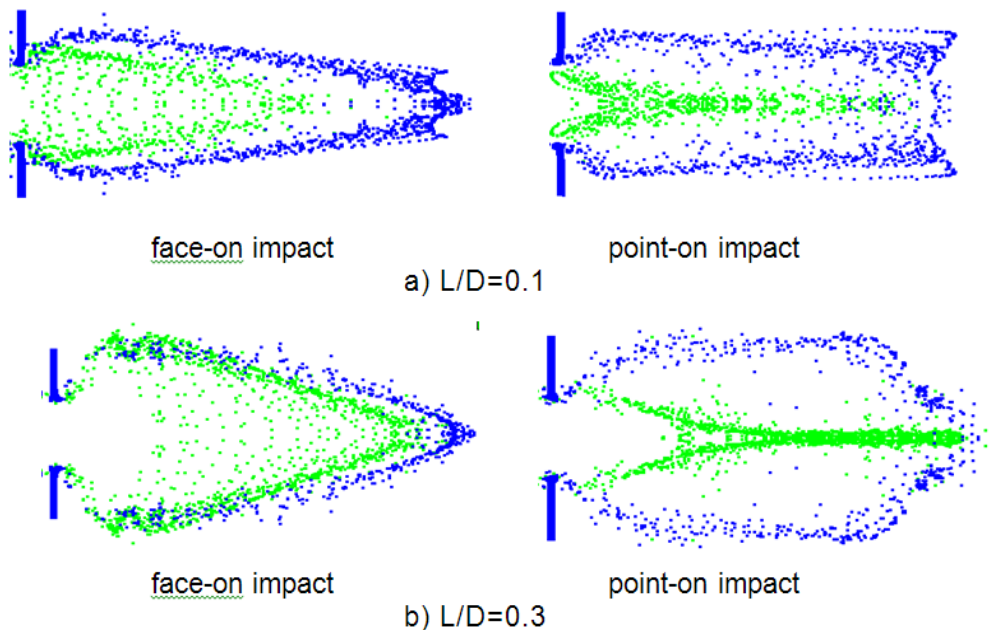 face-on impact
point-on impact
a) L/D=0.1
face-on impact
point-on impact
b) L/D=0.3